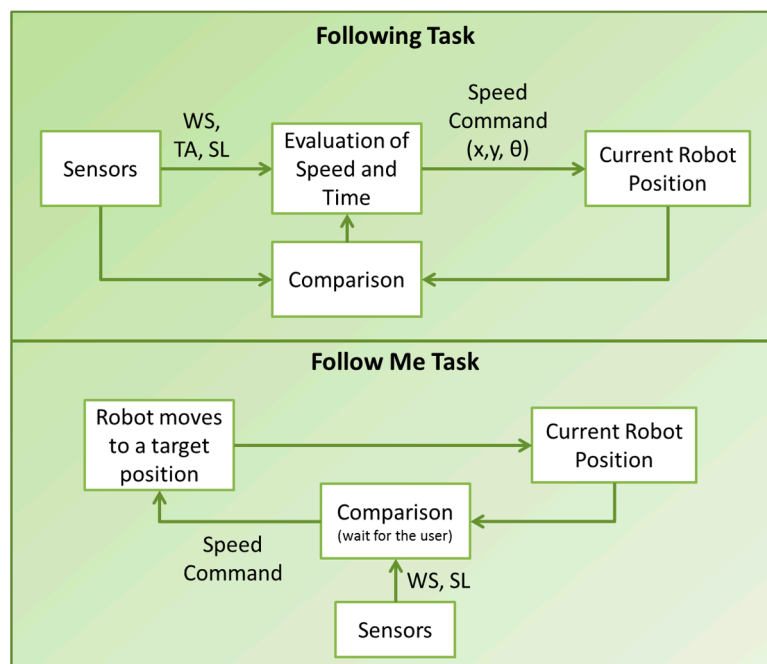 Following Task
WS,
TA, SL
Speed
Command
(x,y, θ)
Sensors
Evaluation of
Speed and
Time
Current Robot
Position
Comparison
Follow Me Task
Robot moves
to a target
position
Current Robot
Position
Comparison
(wait for the user)
Speed
Command
WS, SL
Sensors